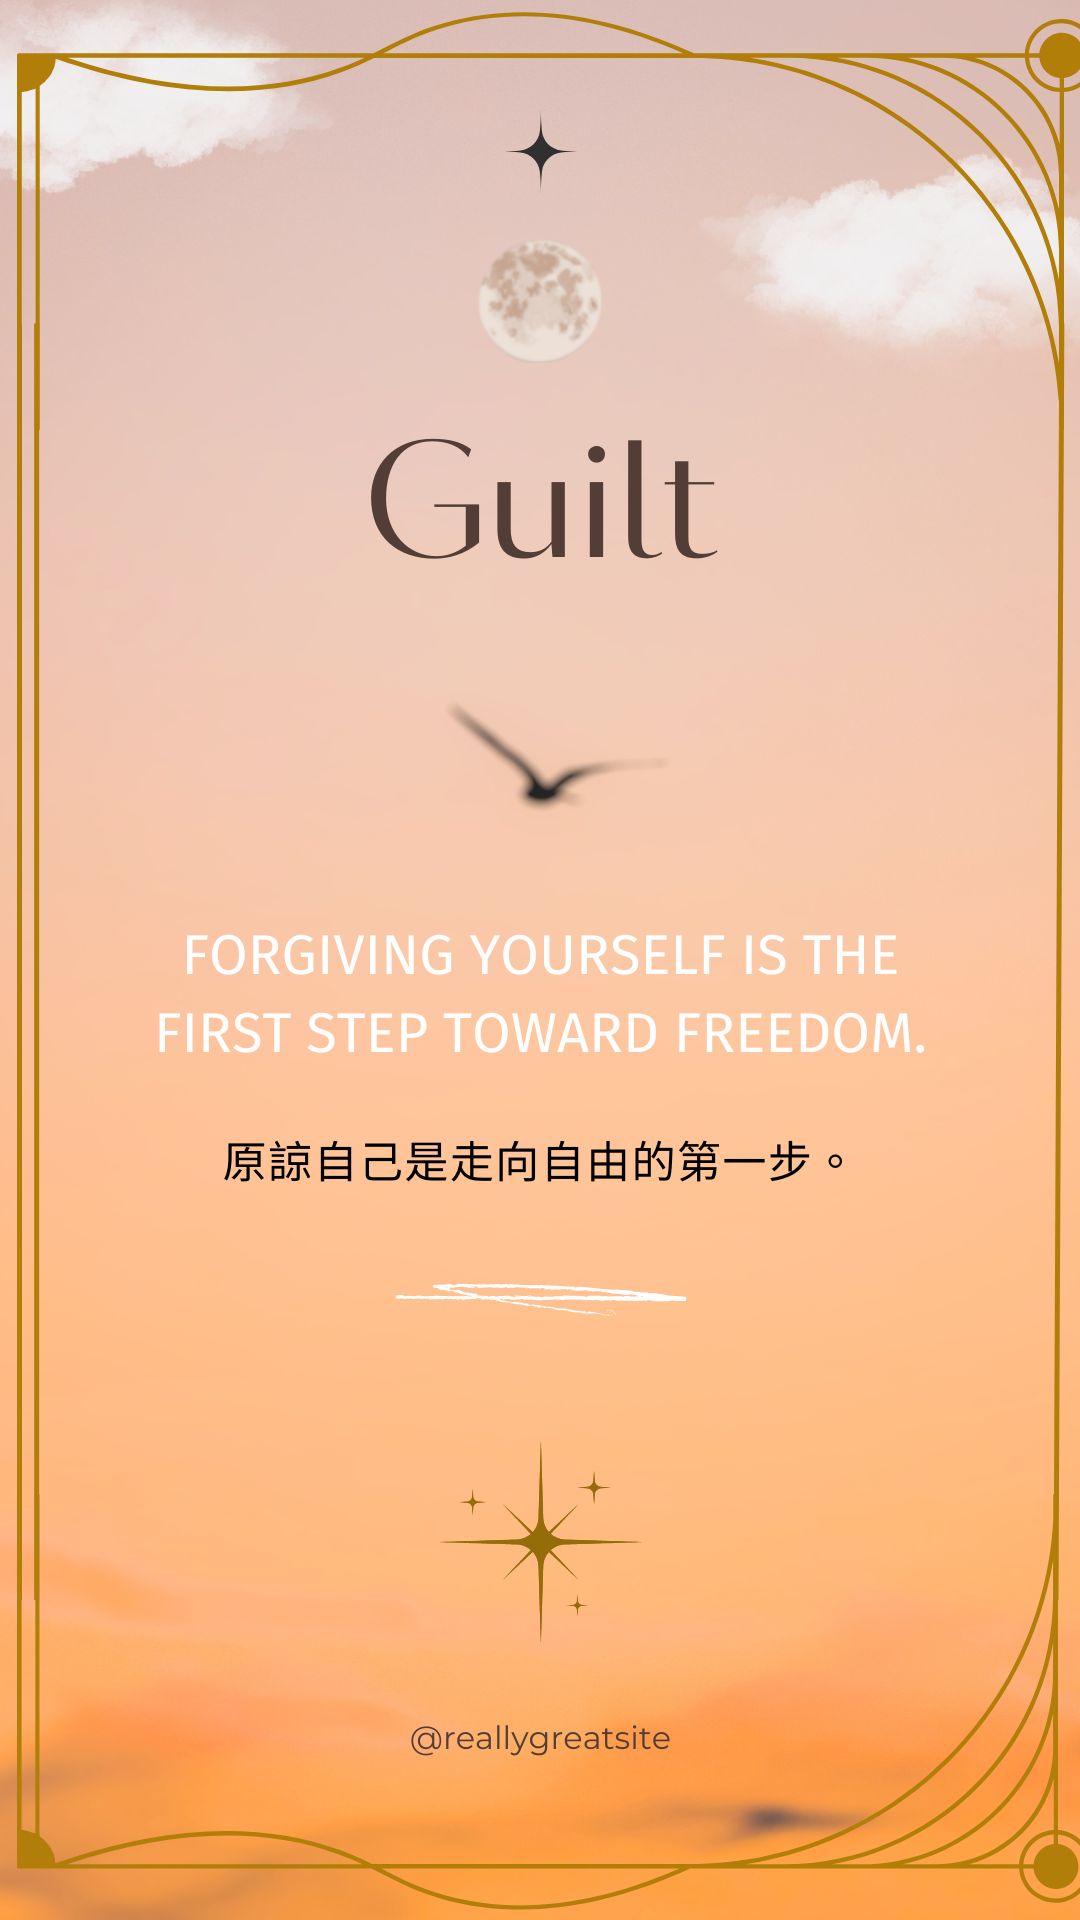 Guilt
FORGIVING YOURSELF IS THE
FIRST STEP TOWARD FREEDOM.
原諒自己是走向自由的第一步。
@reallygreatsite